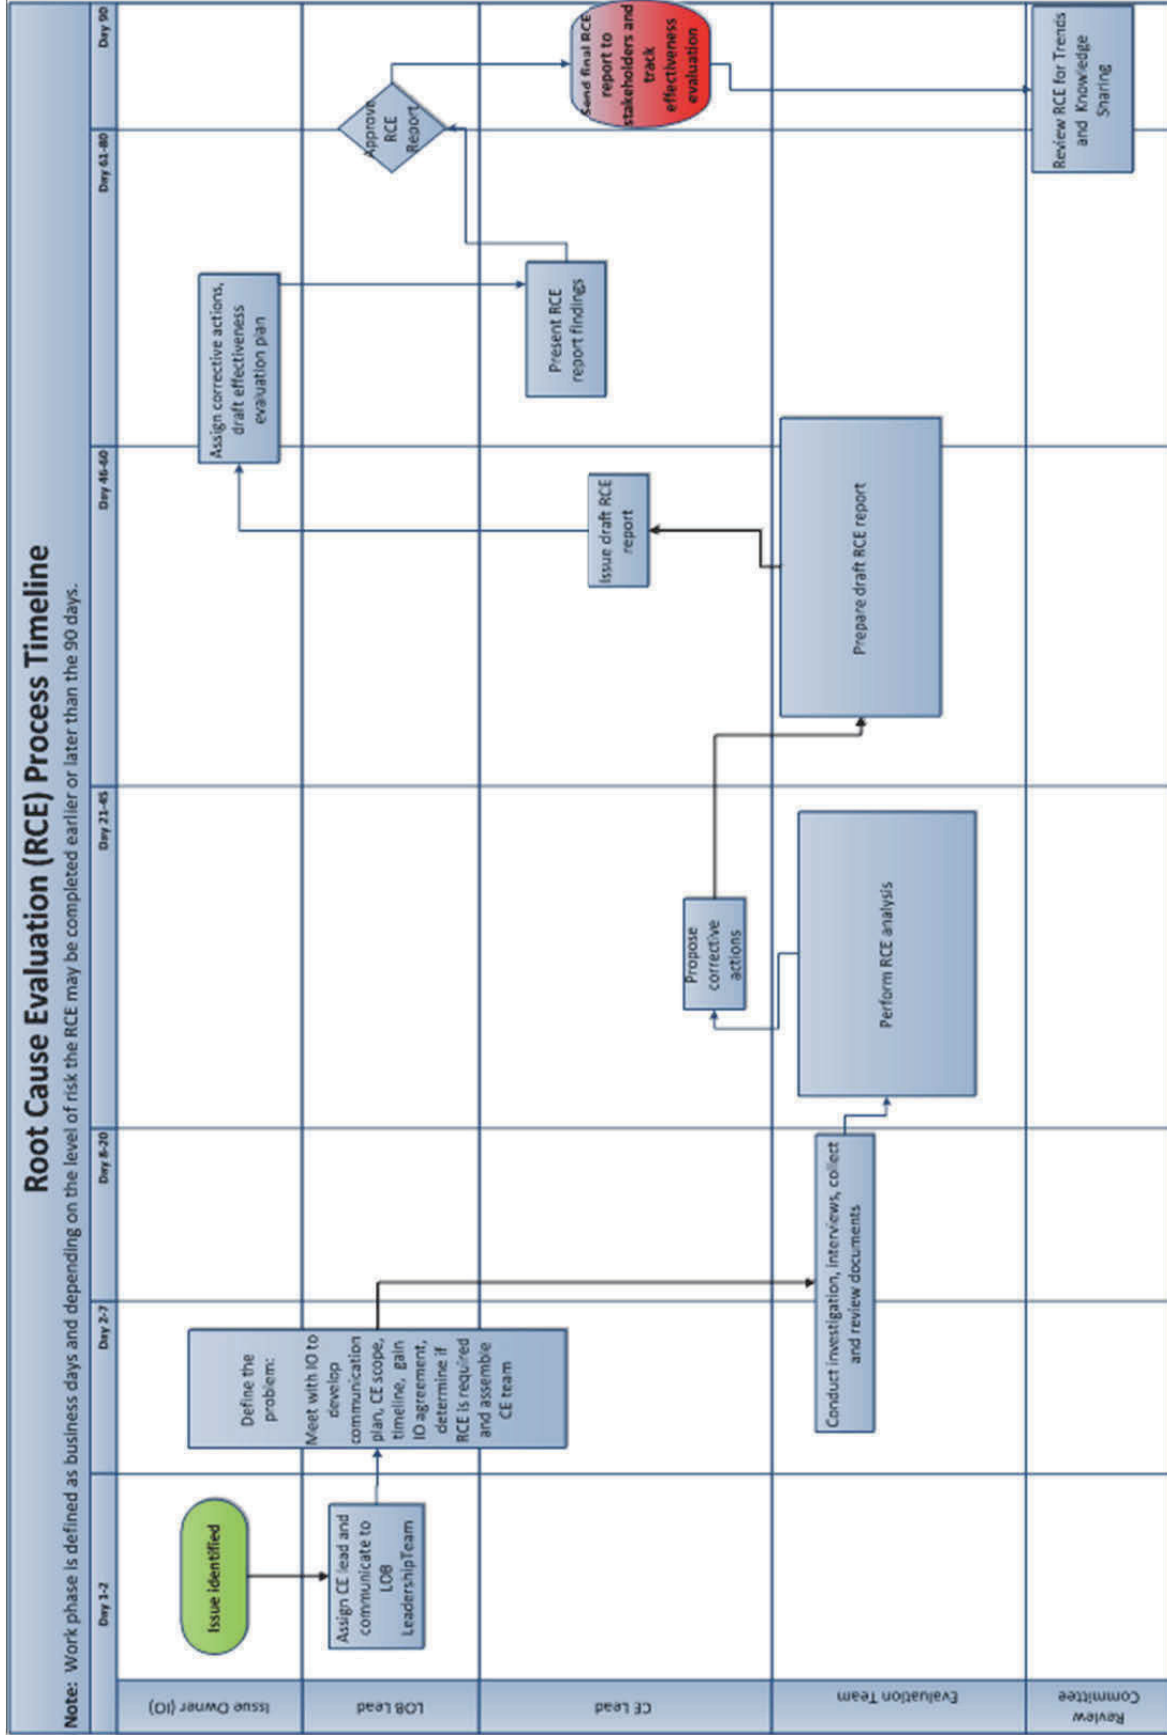 Root Cause Evaluation (RCE) Process Timeline
Note: Work phase is defined as business days and depending on the level of risk the RCE may be completed earlier or later than the 90 days.
Day 1-2
Day 2-7
Day 8-20
Day 21-45
Day 46-60
Day 61-80
Day 90
Issue Owner (IO)
Issue identified
Assign corrective actions,
draft effectiveness
evaluation plan
LOB Lead
Assign CE lead and
communicate to
LOB
LeadershipTeam
Define the
problem:
Meet with IO to
develop
communication
plan, CE scope,
timeline, gain
IO agreement,
determine if
RCE is required
and assemble
CE team
Approve
RCE
Report
CE Lead
Propose
corrective
actions
Issue draft RCE
report
Present RCE
report findings
Send final RCE
report to
stakeholders and
track
effectiveness
evaluation
Evaluation Team
Conduct investigation, interviews, collect
and review documents
Perform RCE analysis
Prepare draft RCE report
Review
Committee
Review RCE for Trends
and Knowledge
Sharing